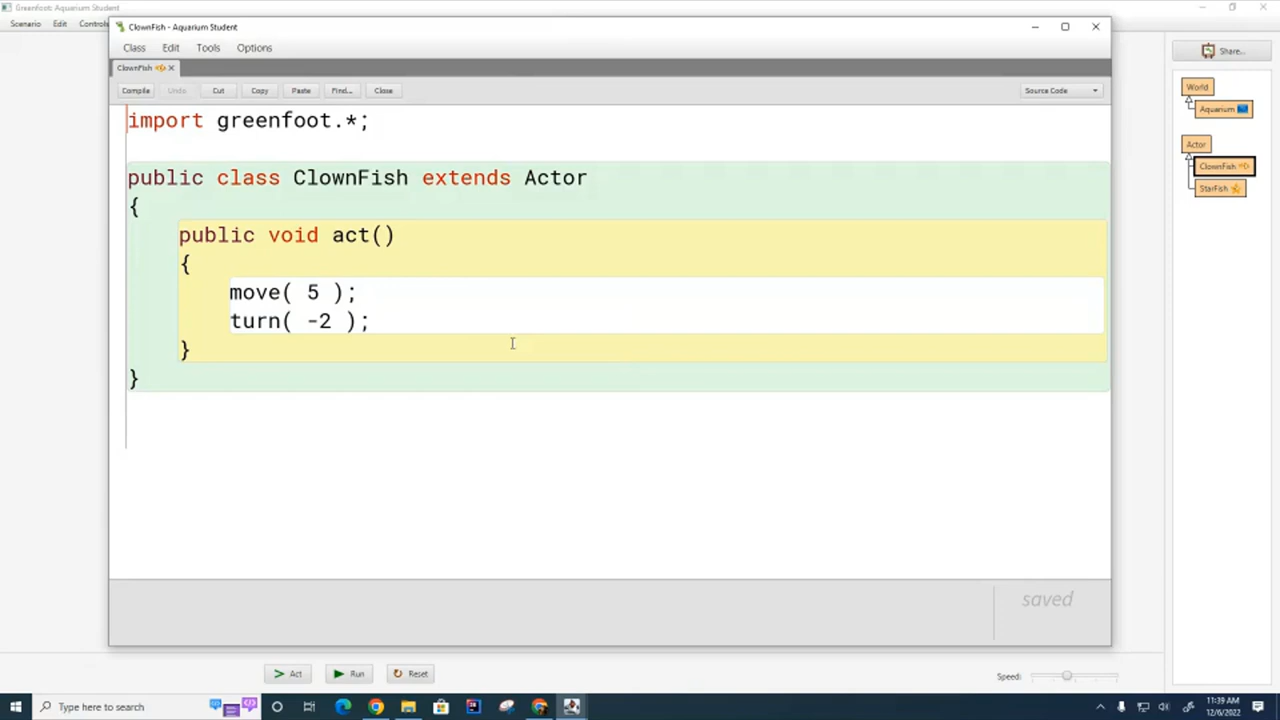 Greenfoot: Aquarium Student
Scenario Edit Controls
ClownFish - Aquarium Student
Class Edit Tools Options
ClownFish
Compile Undo Cut Copy Paste Find... Close Source Code
import greenfoot.*;
public class ClownFish extends Actor
{
public void act()
{
move( 5 );
turn( -2 );
}
}
saved
Share...
World
Aquarium
Actor
ClownFish
StarFish
Act Run Reset Speed:
Type here to search
11:39 AM
12/6/2022